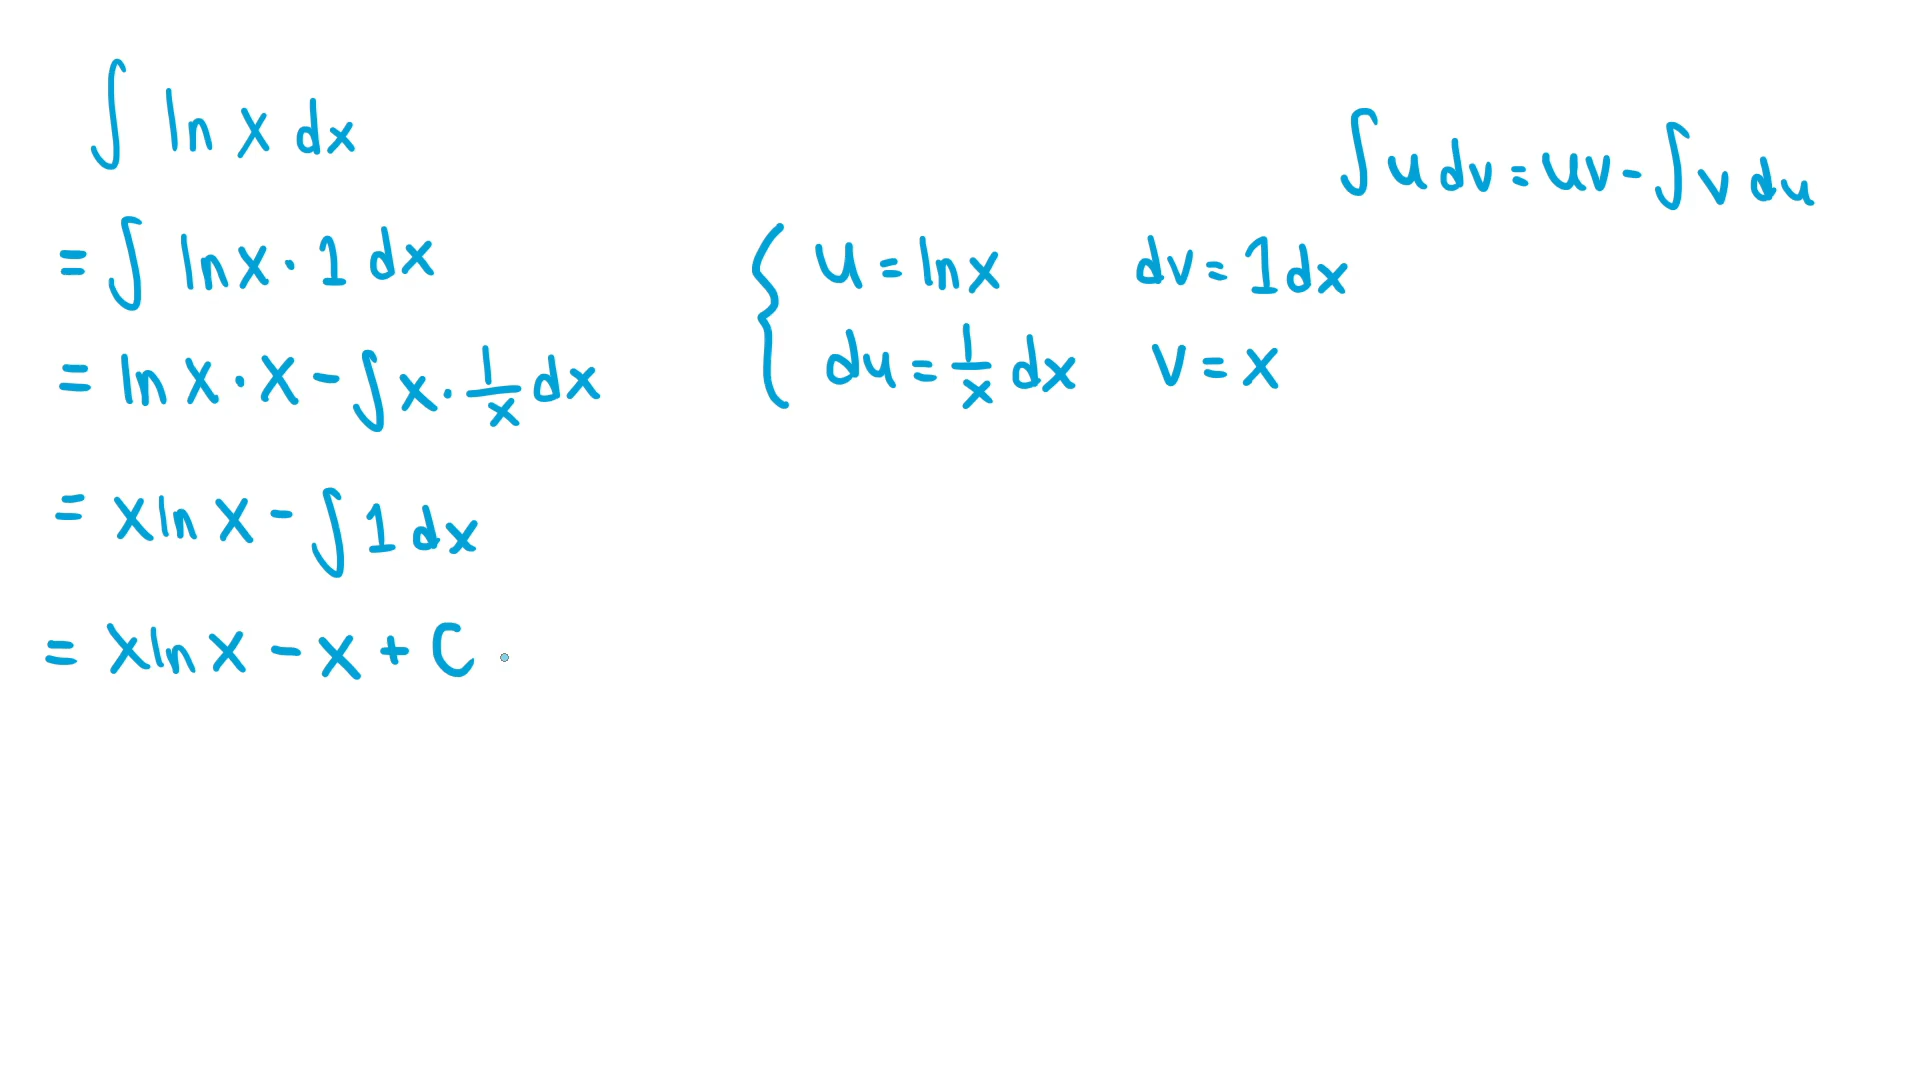 ∫ ln x dx
∫ u dv = uv - ∫ v du
= ∫ ln x · 1 dx
{ u = ln x dv = 1 dx
du = 1/x dx v = x
= ln x · x - ∫ x · 1/x dx
= x ln x - ∫ 1 dx
= x ln x - x + C